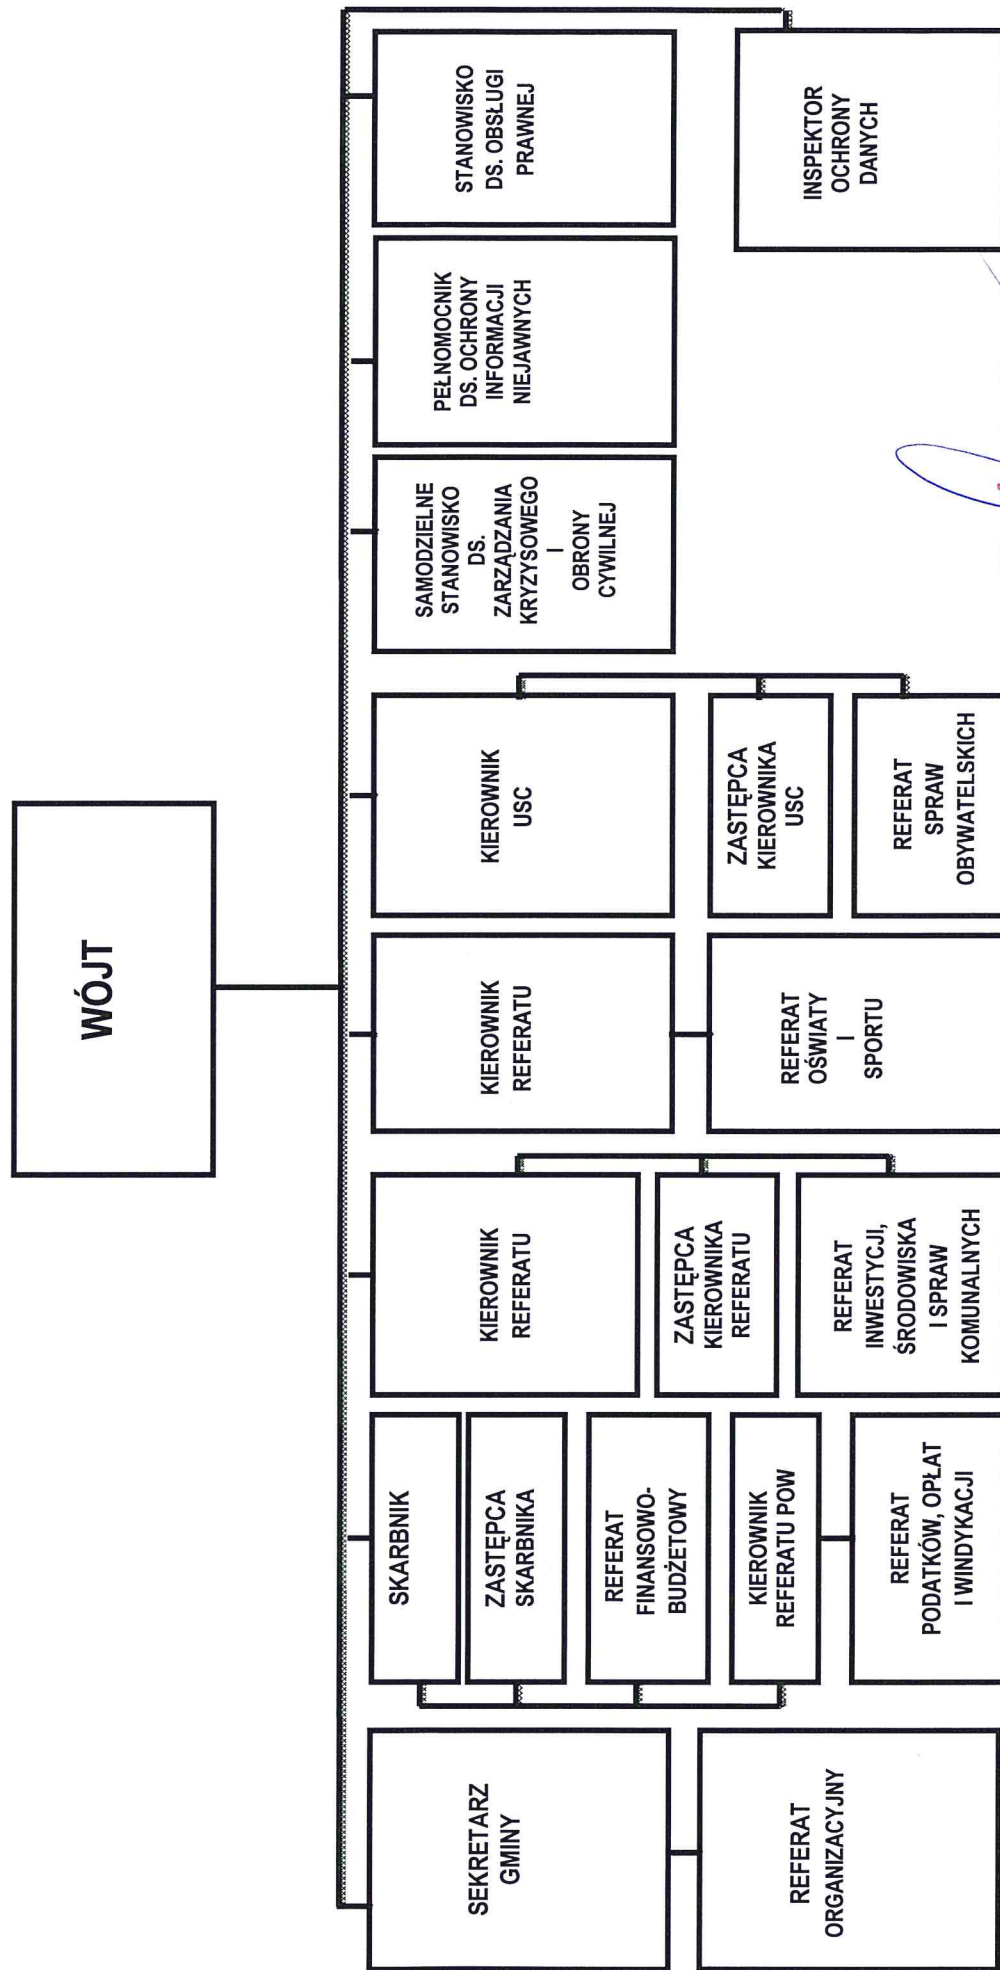 WÓJT
SEKRETARZ
GMINY
REFERAT
ORGANIZACYJNY
SKARBNIK
ZASTĘPCA
SKARBNIKA
REFERAT
FINANSOWO-
BUDŻETOWY
KIEROWNIK
REFERATU POW
REFERAT
PODATKÓW, OPŁAT
I WINDYKACJI
KIEROWNIK
REFERATU
ZASTĘPCA
KIEROWNIKA
REFERATU
REFERAT
INWESTYCJI,
ŚRODOWISKA
I SPRAW
KOMUNALNYCH
KIEROWNIK
REFERATU
REFERAT
OŚWIATY
I
SPORTU
KIEROWNIK
USC
ZASTĘPCA
KIEROWNIKA
USC
REFERAT
SPRAW
OBYWATELSKICH
SAMODZIELNE
STANOWISKO
DS.
ZARZĄDZANIA
KRYZYSOWEGO
I
OBRONY
CYWILNEJ
PEŁNOMOCNIK
DS. OCHRONY
INFORMACJI
NIEJAWNYCH
STANOWISKO
DS. OBSŁUGI
PRAWNEJ
INSPEKTOR
OCHRONY
DANYCH